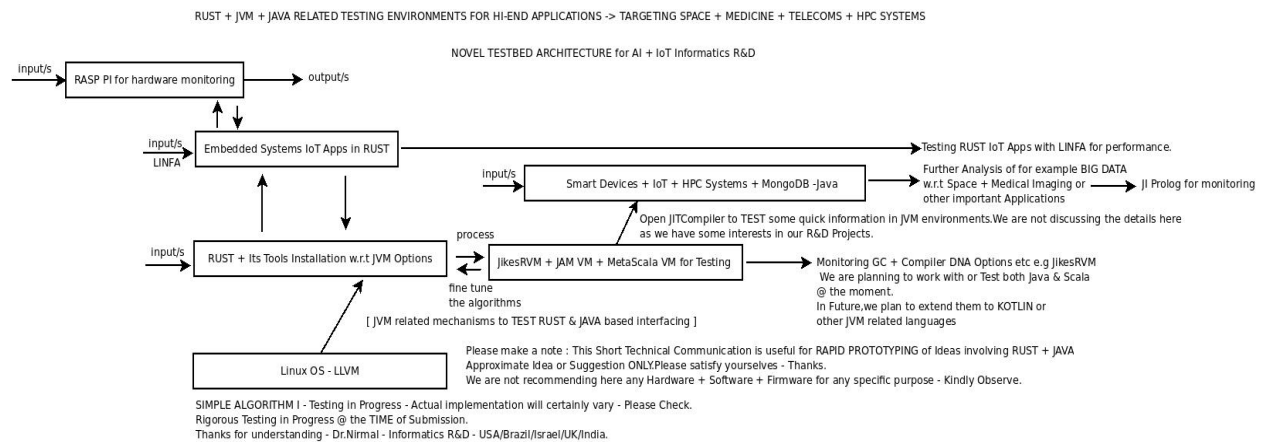 RUST + JVM + JAVA RELATED TESTING ENVIRONMENTS FOR HI-END APPLICATIONS -> TARGETING SPACE + MEDICINE + TELECOMS + HPC SYSTEMS
NOVEL TESTBED ARCHITECTURE for AI + IoT Informatics R&D
input/s
RASP PI for hardware monitoring
output/s
input/s
LINFA
Embedded Systems IoT Apps in RUST
Testing RUST IoT Apps with LINFA for performance.
input/s
Smart Devices + IoT + HPC Systems + MongoDB -Java
Further Analysis of for example BIG DATA
w.r.t Space + Medical Imaging or
other important Applications
JI Prolog for monitoring
Open JITCompiler to TEST some quick information in JVM environments.We are not discussing the details here
as we have some interests in our R&D Projects.
input/s
RUST + Its Tools Installation w.r.t JVM Options
process
fine tune
the algorithms
JikesRVM + JAM VM + MetaScala VM for Testing
Monitoring GC + Compiler DNA Options etc e.g JikesRVM
We are planning to work with or Test both Java & Scala
@ the moment.
In Future,we plan to extend them to KOTLIN or
other JVM related languages
[ JVM related mechanisms to TEST RUST & JAVA based interfacing ]
Linux OS - LLVM
Please make a note : This Short Technical Communication is useful for RAPID PROTOTYPING of Ideas involving RUST + JAVA
Approximate Idea or Suggestion ONLY.Please satisfy yourselves - Thanks.
We are not recommending here any Hardware + Software + Firmware for any specific purpose - Kindly Observe.
SIMPLE ALGORITHM I - Testing in Progress - Actual implementation will certainly vary - Please Check.
Rigorous Testing in Progress @ the TIME of Submission.
Thanks for understanding - Dr.Nirmal - Informatics R&D - USA/Brazil/Israel/UK/India.